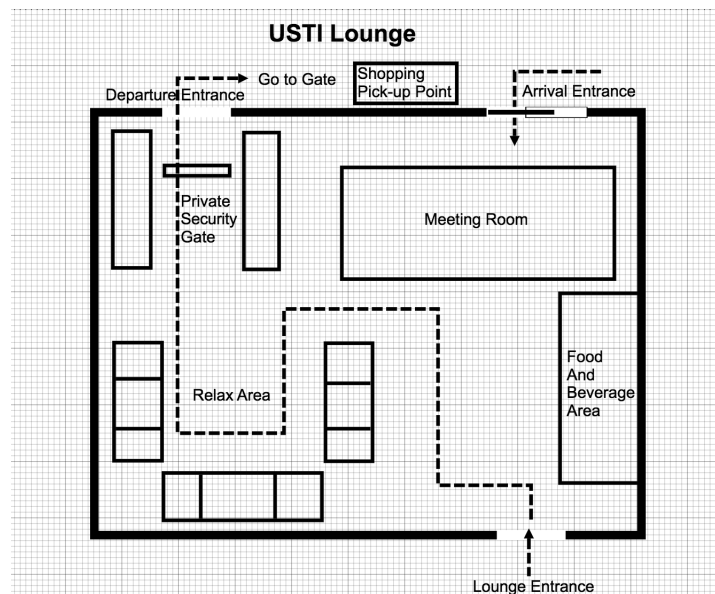 USTI Lounge
Go to Gate
Shopping
Pick-up Point
Departure Entrance
Arrival Entrance
Private
Security
Gate
Meeting Room
Food
And
Beverage
Area
Relax Area
Lounge Entrance